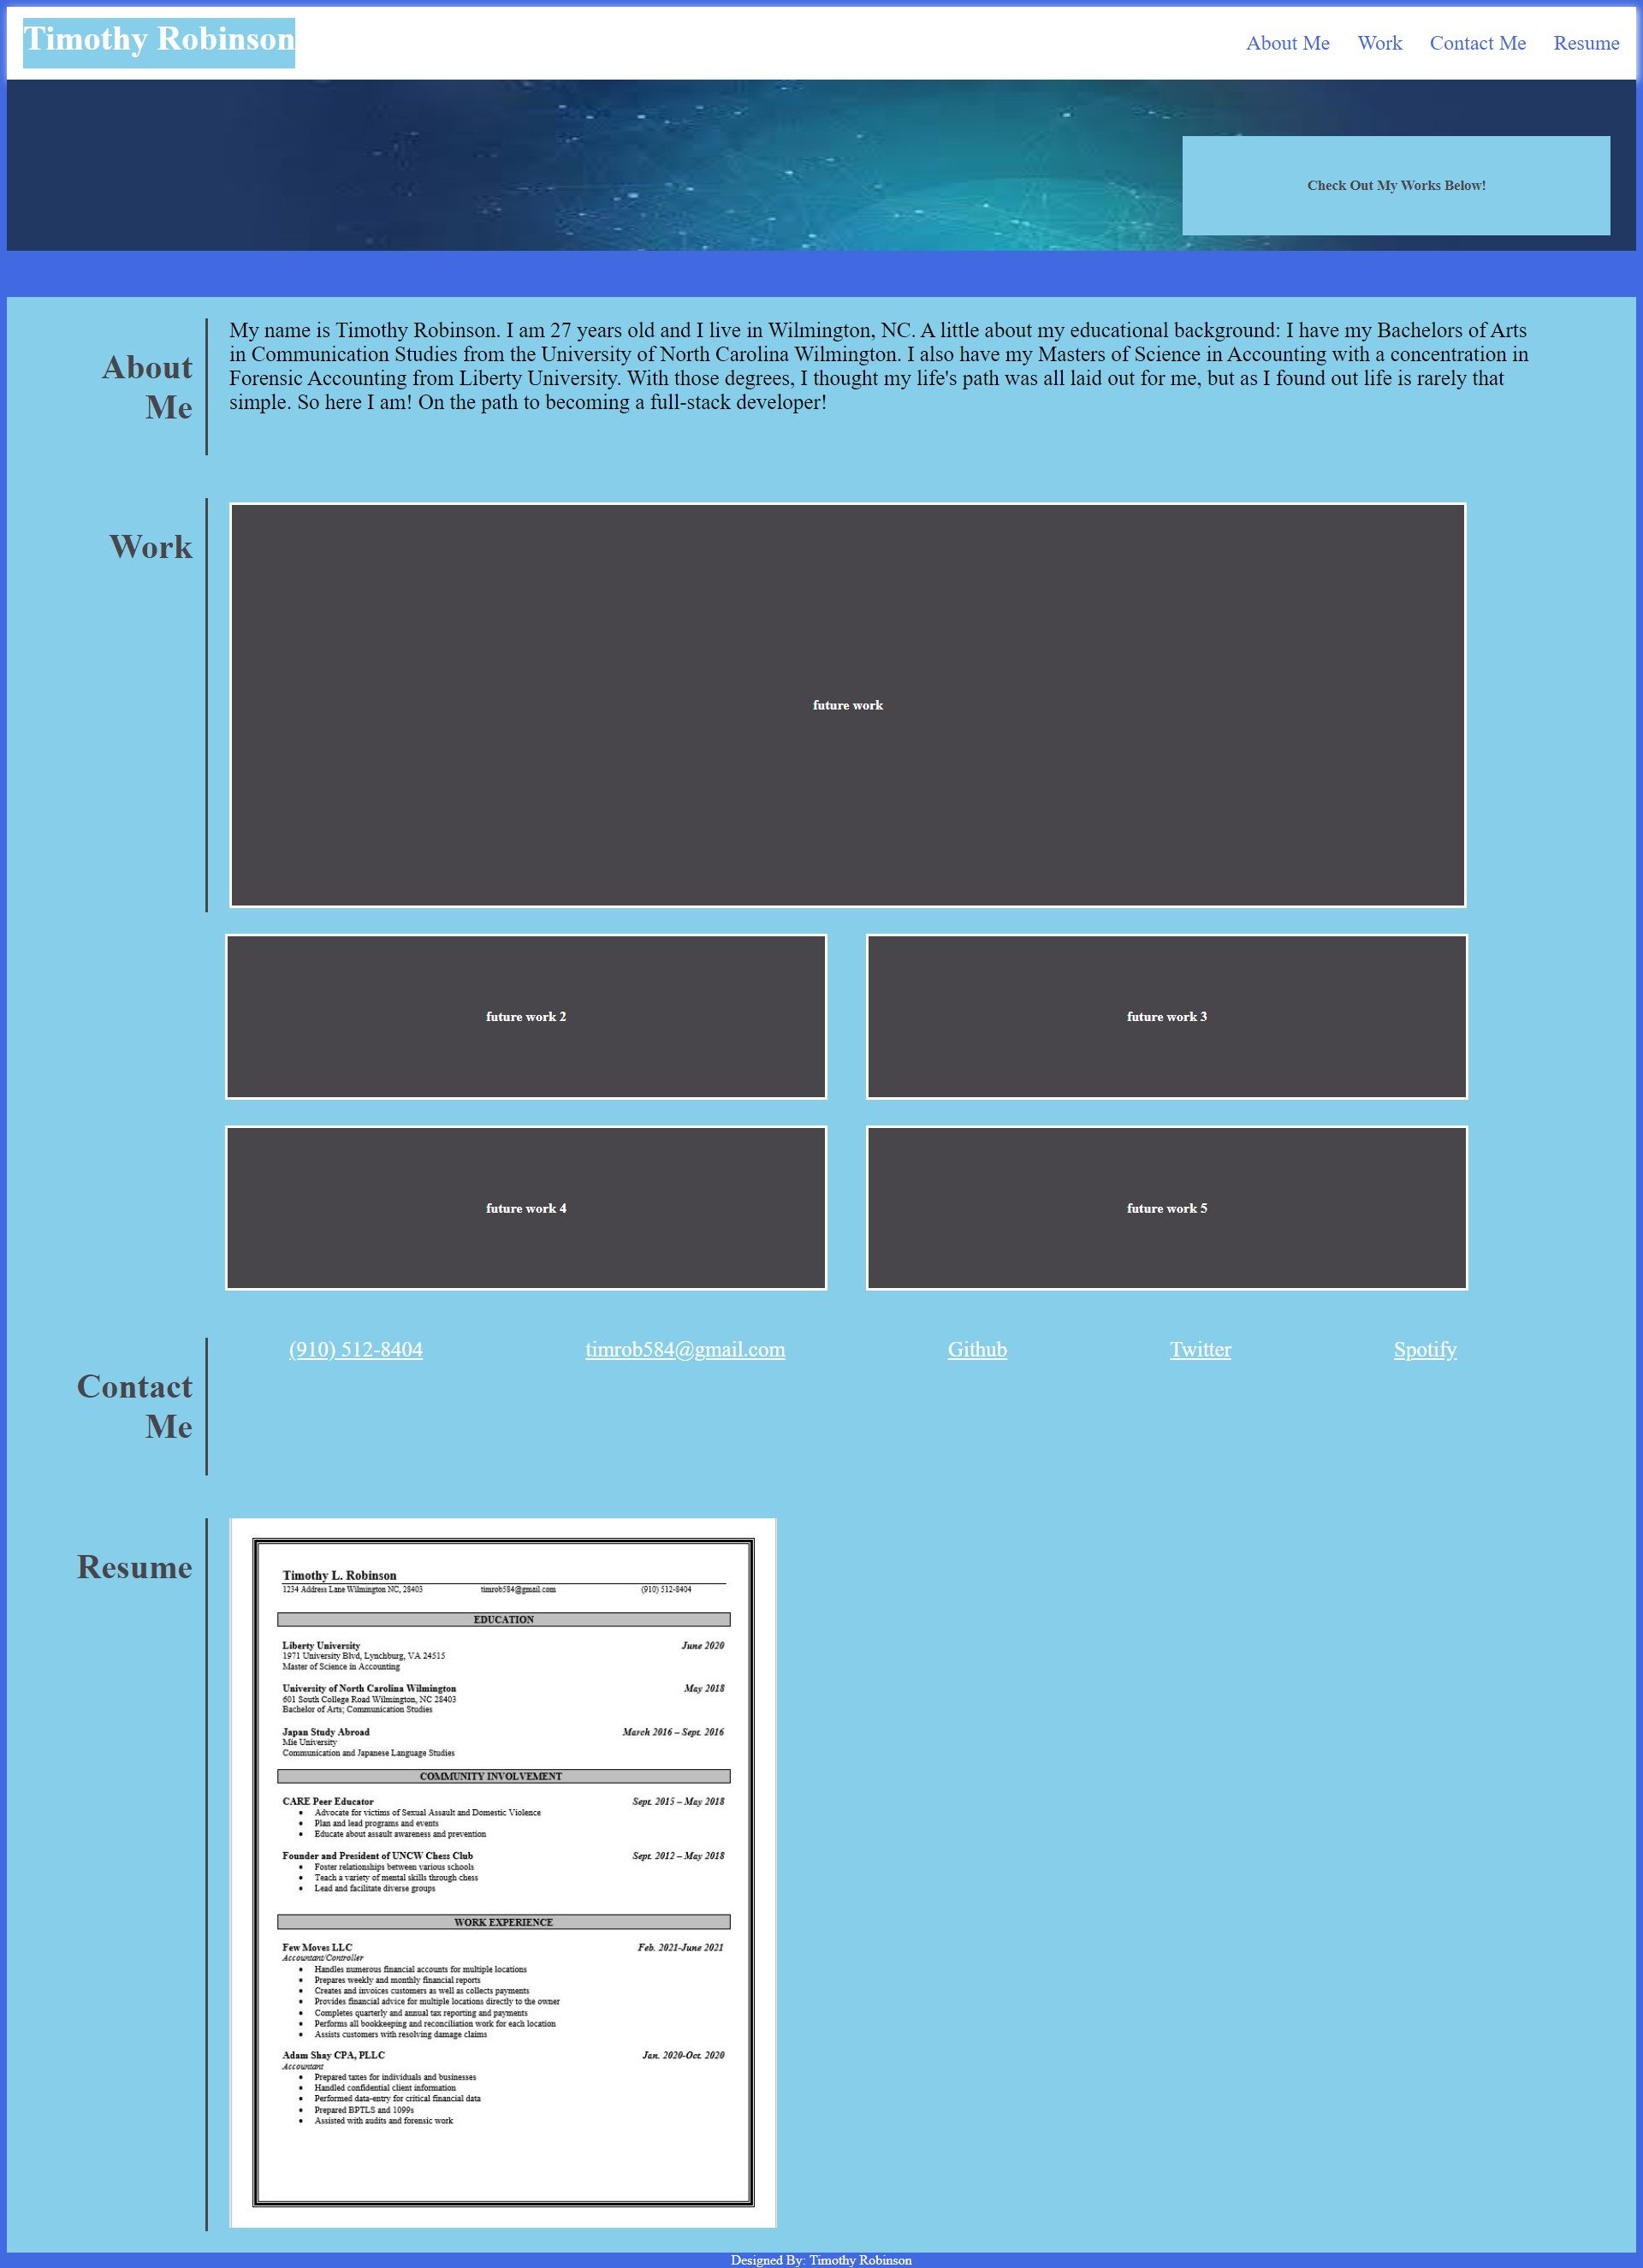 Timothy Robinson
About Me Work Contact Me Resume
Check Out My Works Below!
About
Me
My name is Timothy Robinson. I am 27 years old and I live in Wilmington, NC. A little about my educational background: I have my Bachelors of Arts
in Communication Studies from the University of North Carolina Wilmington. I also have my Masters of Science in Accounting with a concentration in
Forensic Accounting from Liberty University. With those degrees, I thought my life's path was all laid out for me, but as I found out life is rarely that
simple. So here I am! On the path to becoming a full-stack developer!
Work
future work
future work 2
future work 3
future work 4
future work 5
Contact
Me
(910) 512-8404 timrob584@gmail.com Github Twitter Spotify
Resume
Timothy L. Robinson
1234 Address Lane Wilmington NC, 28403 timrob584@gmail.com (910) 512-8404
EDUCATION
Liberty University June 2020
1971 University Blvd, Lynchburg, VA 24515
Master of Science in Accounting
University of North Carolina Wilmington May 2018
601 South College Road Wilmington, NC 28403
Bachelor of Arts; Communication Studies
Japan Study Abroad March 2016 – Sept. 2016
Mie University
Communication and Japanese Language Studies
COMMUNITY INVOLVEMENT
CARE Peer Educator Sept. 2015 – May 2018
• Advocate for victims of Sexual Assault and Domestic Violence
• Plan and lead programs and events
• Educate about assault awareness and prevention
Founder and President of UNCW Chess Club Sept. 2012 – May 2018
• Foster relationships between various schools
• Teach a variety of mental skills through chess
• Lead and facilitate diverse groups
WORK EXPERIENCE
Few Moves LLC Feb. 2021-June 2021
Accountant/Controller
• Handles numerous financial accounts for multiple locations
• Prepares weekly and monthly financial reports
• Creates and invoices customers as well as collects payments
• Provides financial advice for multiple locations directly to the owner
• Completes quarterly and annual tax reporting and payments
• Performs all bookkeeping and reconciliation work for each location
• Assists customers with resolving damage claims
Adam Shay CPA, PLLC Jan. 2020-Oct. 2020
Accountant
• Prepared taxes for individuals and businesses
• Handled confidential client information
• Performed data-entry for critical financial data
• Prepared BPTLS and 1099s
• Assisted with audits and forensic work
Designed By: Timothy Robinson